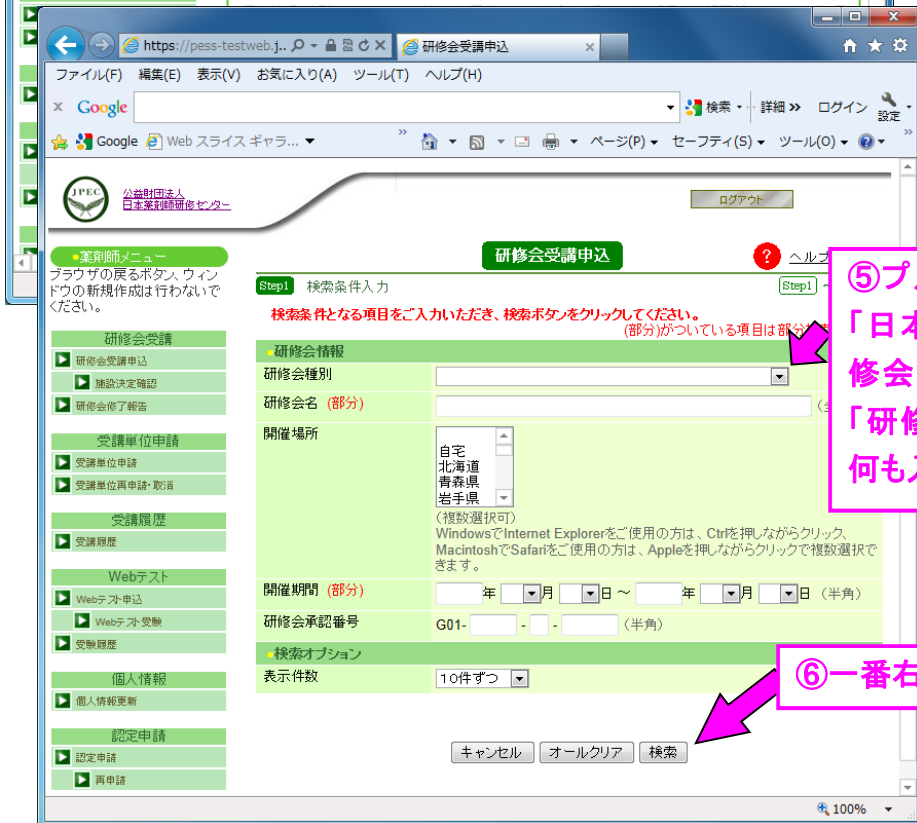 https://pess-testweb.j..
研修会受講申込
ファイル(F) 編集(E) 表示(V) お気に入り(A) ツール(T) ヘルプ(H)
Google 検索 詳細 ログイン 設定
Google Web スライス ギャラ... ページ(P) セーフティ(S) ツール(O)
JPEC
公益財団法人
日本薬剤師研修センター
ログアウト
●薬剤師メニュー
ブラウザの戻るボタン、ウィンドウの新規作成は行わないでください。
研修会受講
研修会受講申込
施設決定確認
研修会修了報告
受講単位申請
受講単位申請
受講単位再申請・取消
受講履歴
受講履歴
Webテスト
Webテスト申込
Webテスト受験
受験履歴
個人情報
個人情報更新
認定申請
認定申請
再申請
研修会受講申込
? ヘルプ
Step1 検索条件入力
Step1 ~
検索条件となる項目をご入力いただき、検索ボタンをクリックしてください。
(部分)がついている項目は部分
●研修会情報
研修会種別
研修会名 (部分)
開催場所
自宅
北海道
青森県
岩手県
(複数選択可)
WindowsでInternet Explorerをご使用の方は、Ctrlを押しながらクリック、
MacintoshでSafariをご使用の方は、Appleを押しながらクリックで複数選択で
きます。
開催期間 (部分) 年 月 日 ~ 年 月 日 (半角)
研修会承認番号 G01- - - (半角)
●検索オプション
表示件数 10件ずつ
キャンセル オールクリア 検索
⑤プ
「日本
修会
「研修
何も
⑥一番右
100%